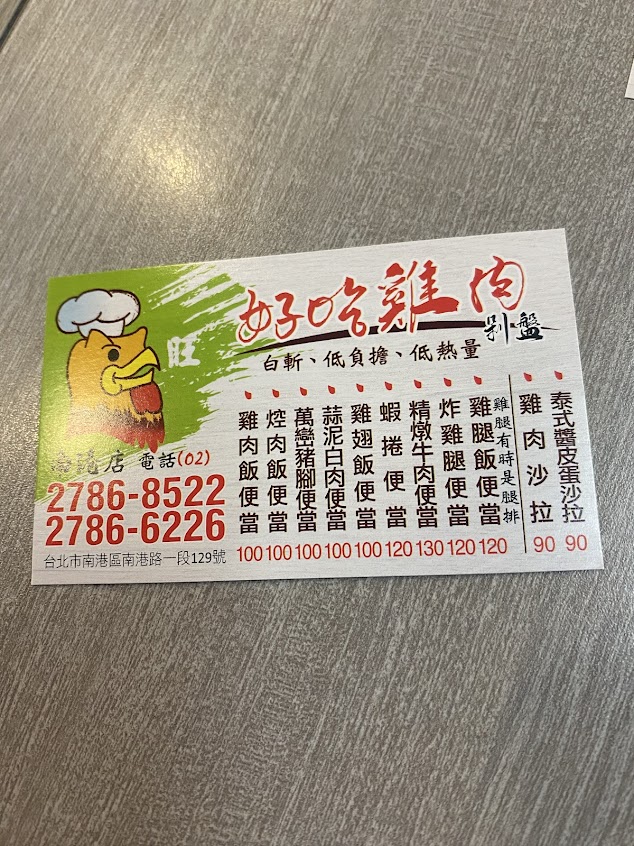 好吃雞肉
剁盤
白斬、低負擔、低熱量
旺
南港店 電話(02)
2786-8522
2786-6226
台北市南港區南港路一段129號
雞肉飯便當 100
焢肉飯便當 100
萬巒豬腳便當 100
蒜泥白肉便當 100
雞翅飯便當 100
蝦捲便當 120
精燉牛肉便當 130
炸雞腿便當 120
雞腿飯便當 120
雞腿有時是腿排
雞肉沙拉 90
泰式醬皮蛋沙拉 90